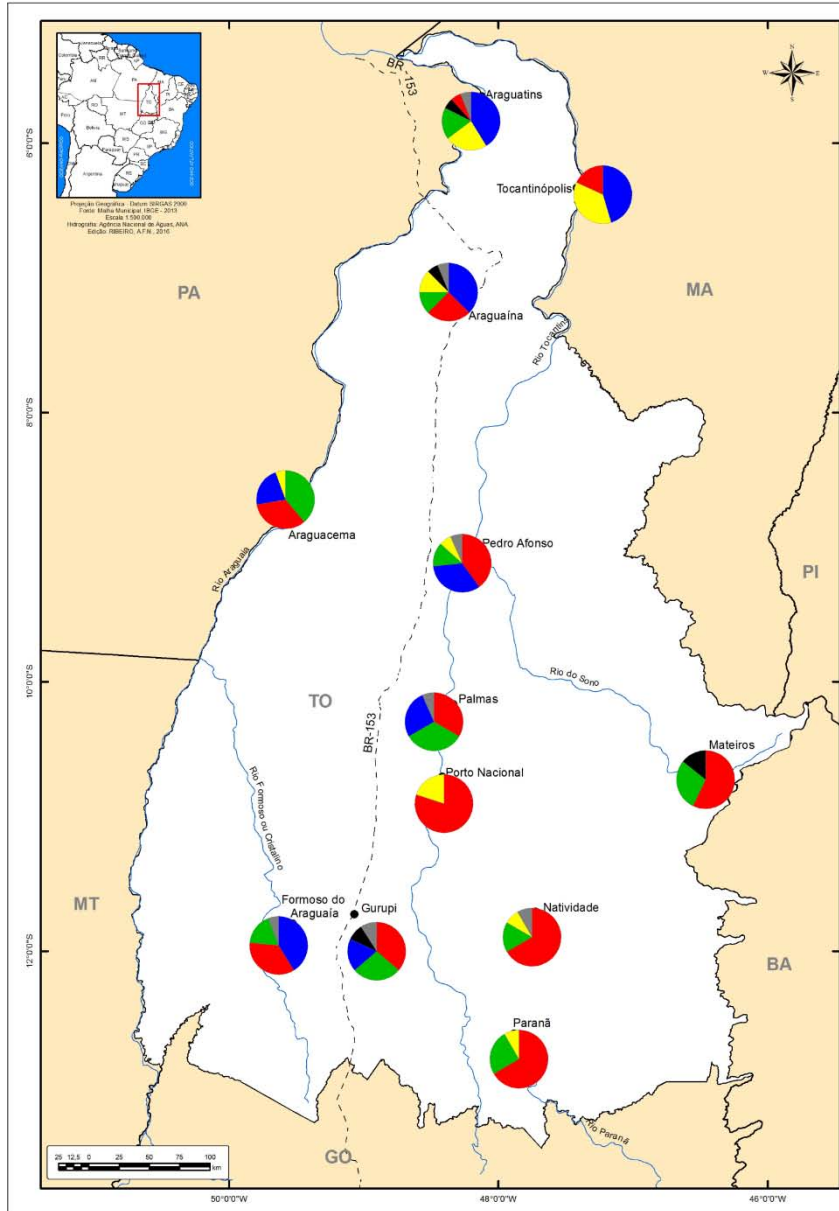 BR -153
N
W
E
S
Araguatins
6°0'0"S
Tocantinópolis
Projeção Geográfica - Datum SIRGAS 2000
Fonte: Malha Municipal, IBGE - 2013
Escala 1:500.000
Hidrografia: Agência Nacional de Águas, ANA
Edição: RIBEIRO, A.F.N., 2016
PA
MA
Araguaína
Rio Tocantins
8°0'0"S
Araguacema
Pedro Afonso
Rio Araguaia
PI
Rio do Sono
10°0'0"S
TO
Palmas
BR-153
Mateiros
Porto Nacional
Rio Formoso ou Cristalino
MT
Formoso do
Araguaía
Gurupi
Natividade
12°0'0"S
BA
Paranã
Rio Paranã
GO
25 12,5 0 25 50 75 100
km
50°0'0"W
48°0'0"W
46°0'0"W